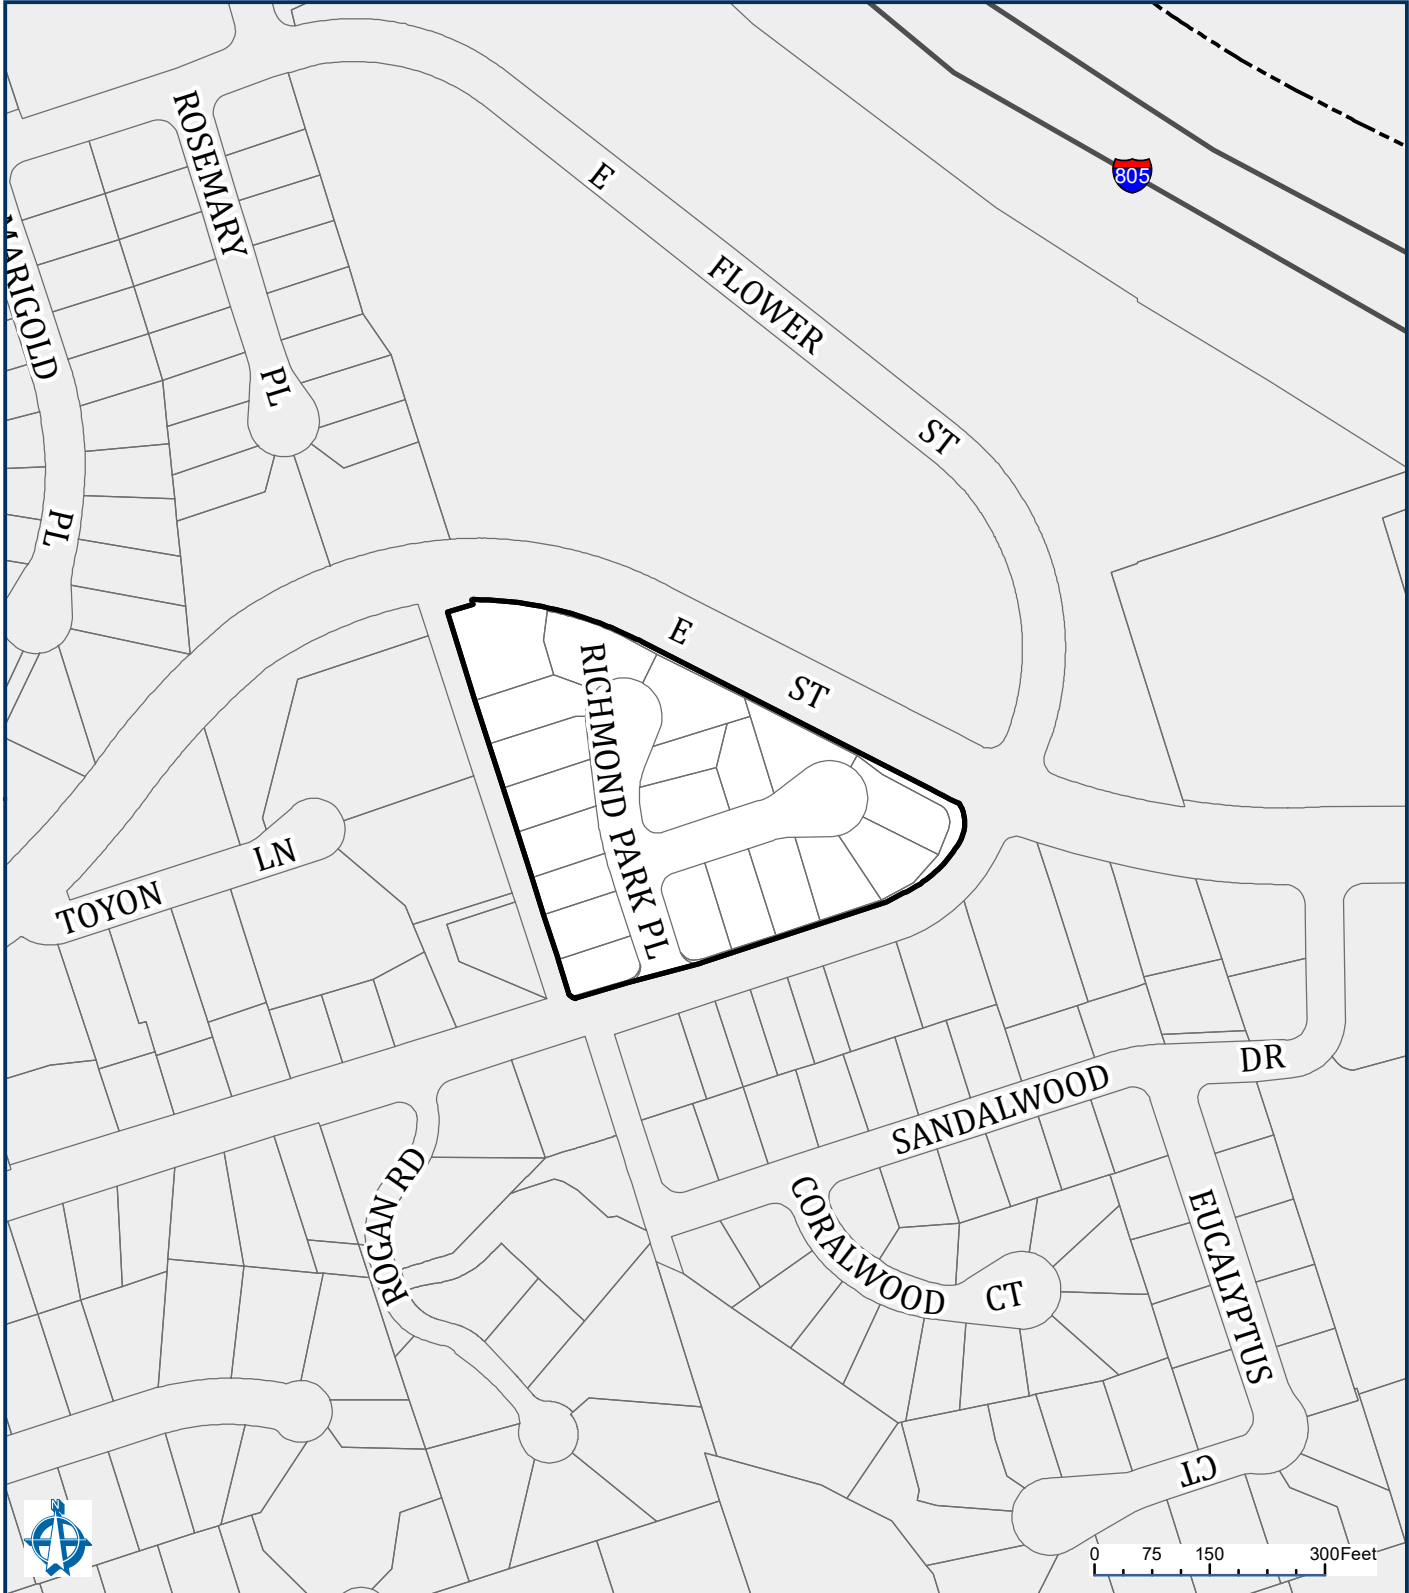 ROSEMARY
PL
MARIGOLD
PL
E
FLOWER
ST
805
E
ST
RICHMOND PARK PL
TOYON
LN
SANDALWOOD
DR
ROGAN RD
CORALWOOD
CT
EUCALYPTUS
CT
N
0 75 150 300Feet